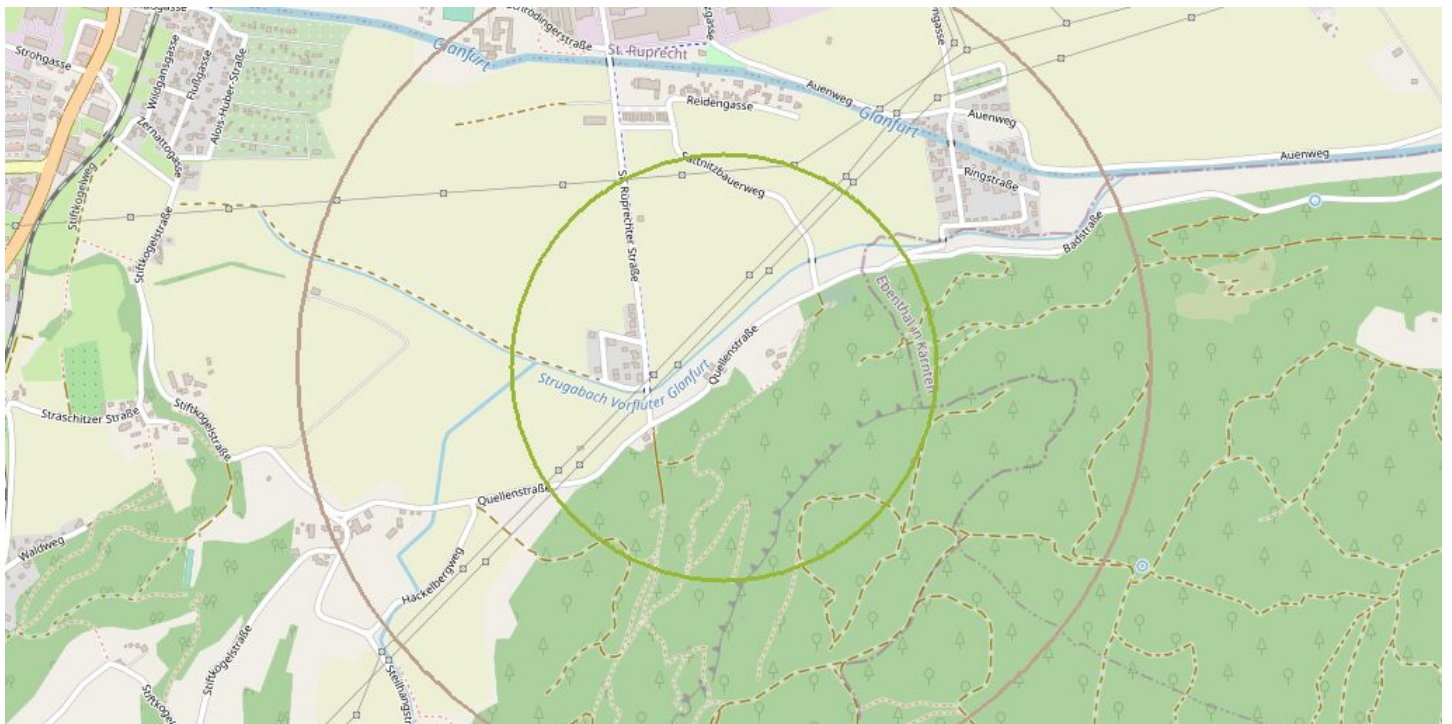 Strohgasse
Wildgansgasse
Flußgasse
Alois-Huber-Straße
Zernattogasse
Stiftkogelweg
Stiftkogelstraße
Glanfurt
Schrödingerstraße
St. Ruprecht
Reidengasse
Auenweg
Glanfurt
Auenweg
Auenweg
Ringstraße
Badstraße
Sattnitzbauerweg
St. Ruprechter Straße
Ebenthal in Kärnten
Quellenstraße
Strugabach Vorfluter Glanfurt
Straschitzer Straße
Stiftkogelstraße
Quellenstraße
Waldweg
Hackelbergweg
Stiftkogelstraße